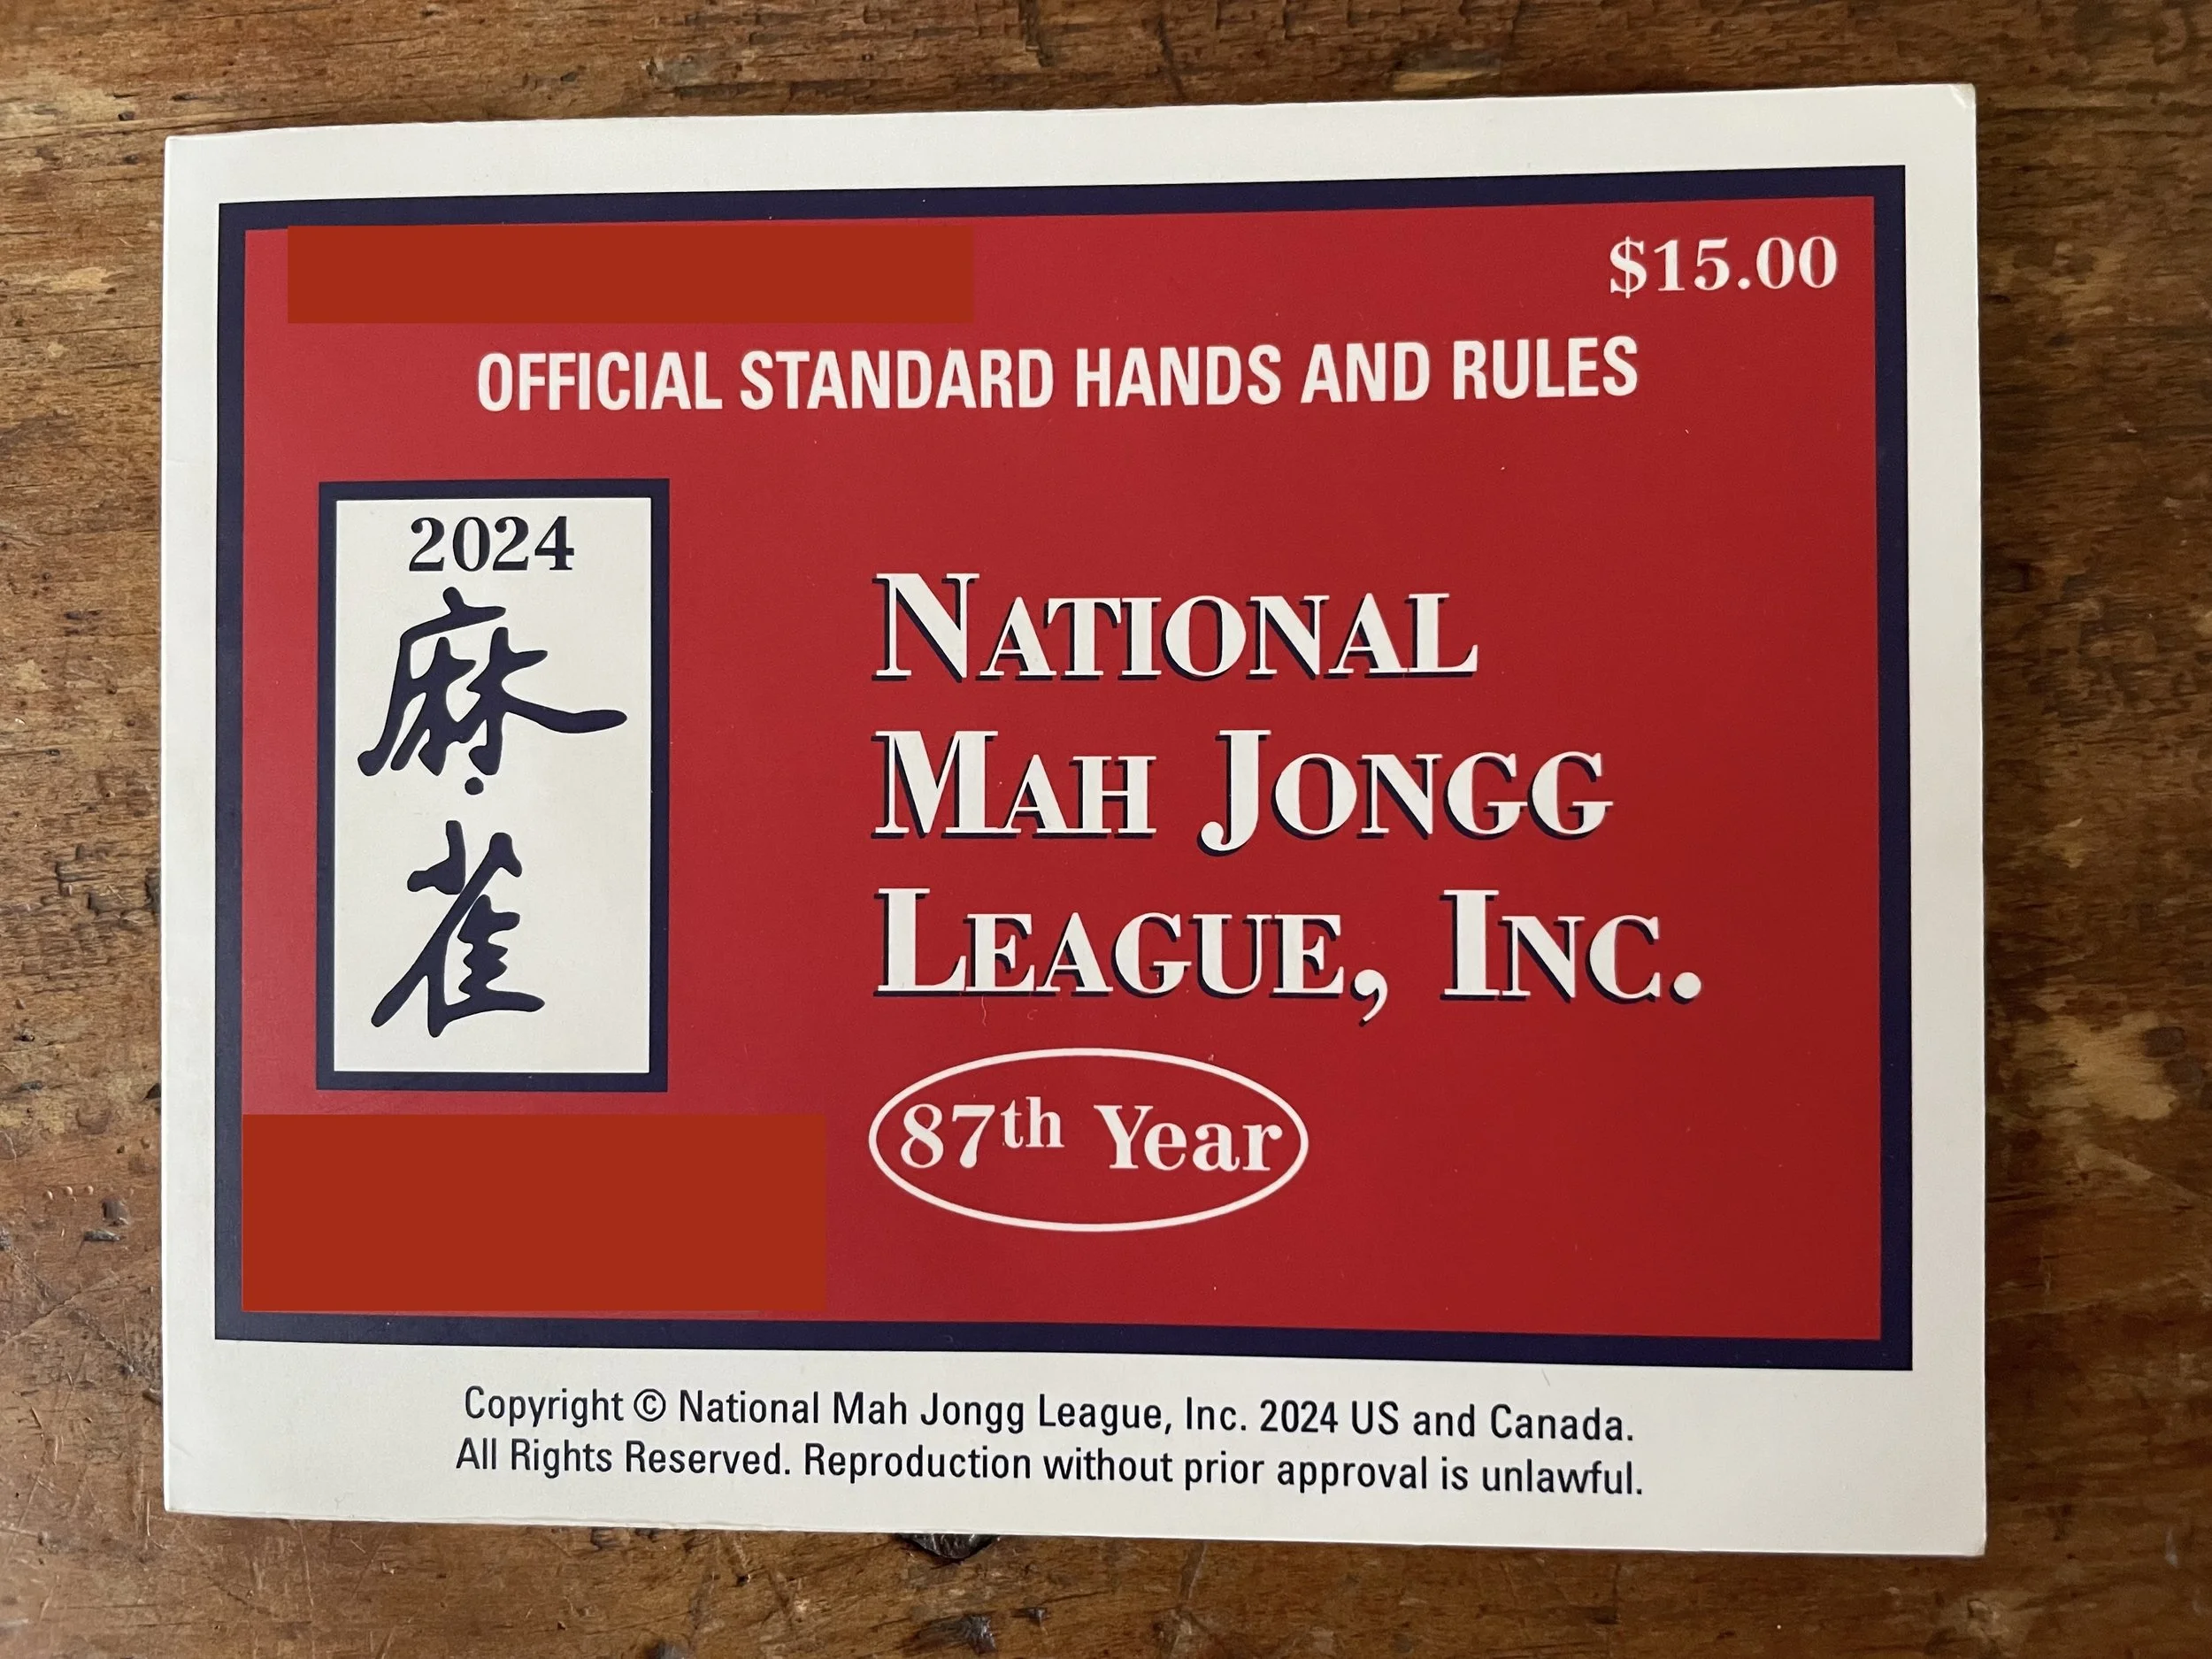 $15.00
OFFICIAL STANDARD HANDS AND RULES
2024
麻
雀
NATIONAL
MAH JONGG
LEAGUE, INC.
87th Year
Copyright © National Mah Jongg League, Inc. 2024 US and Canada.
All Rights Reserved. Reproduction without prior approval is unlawful.